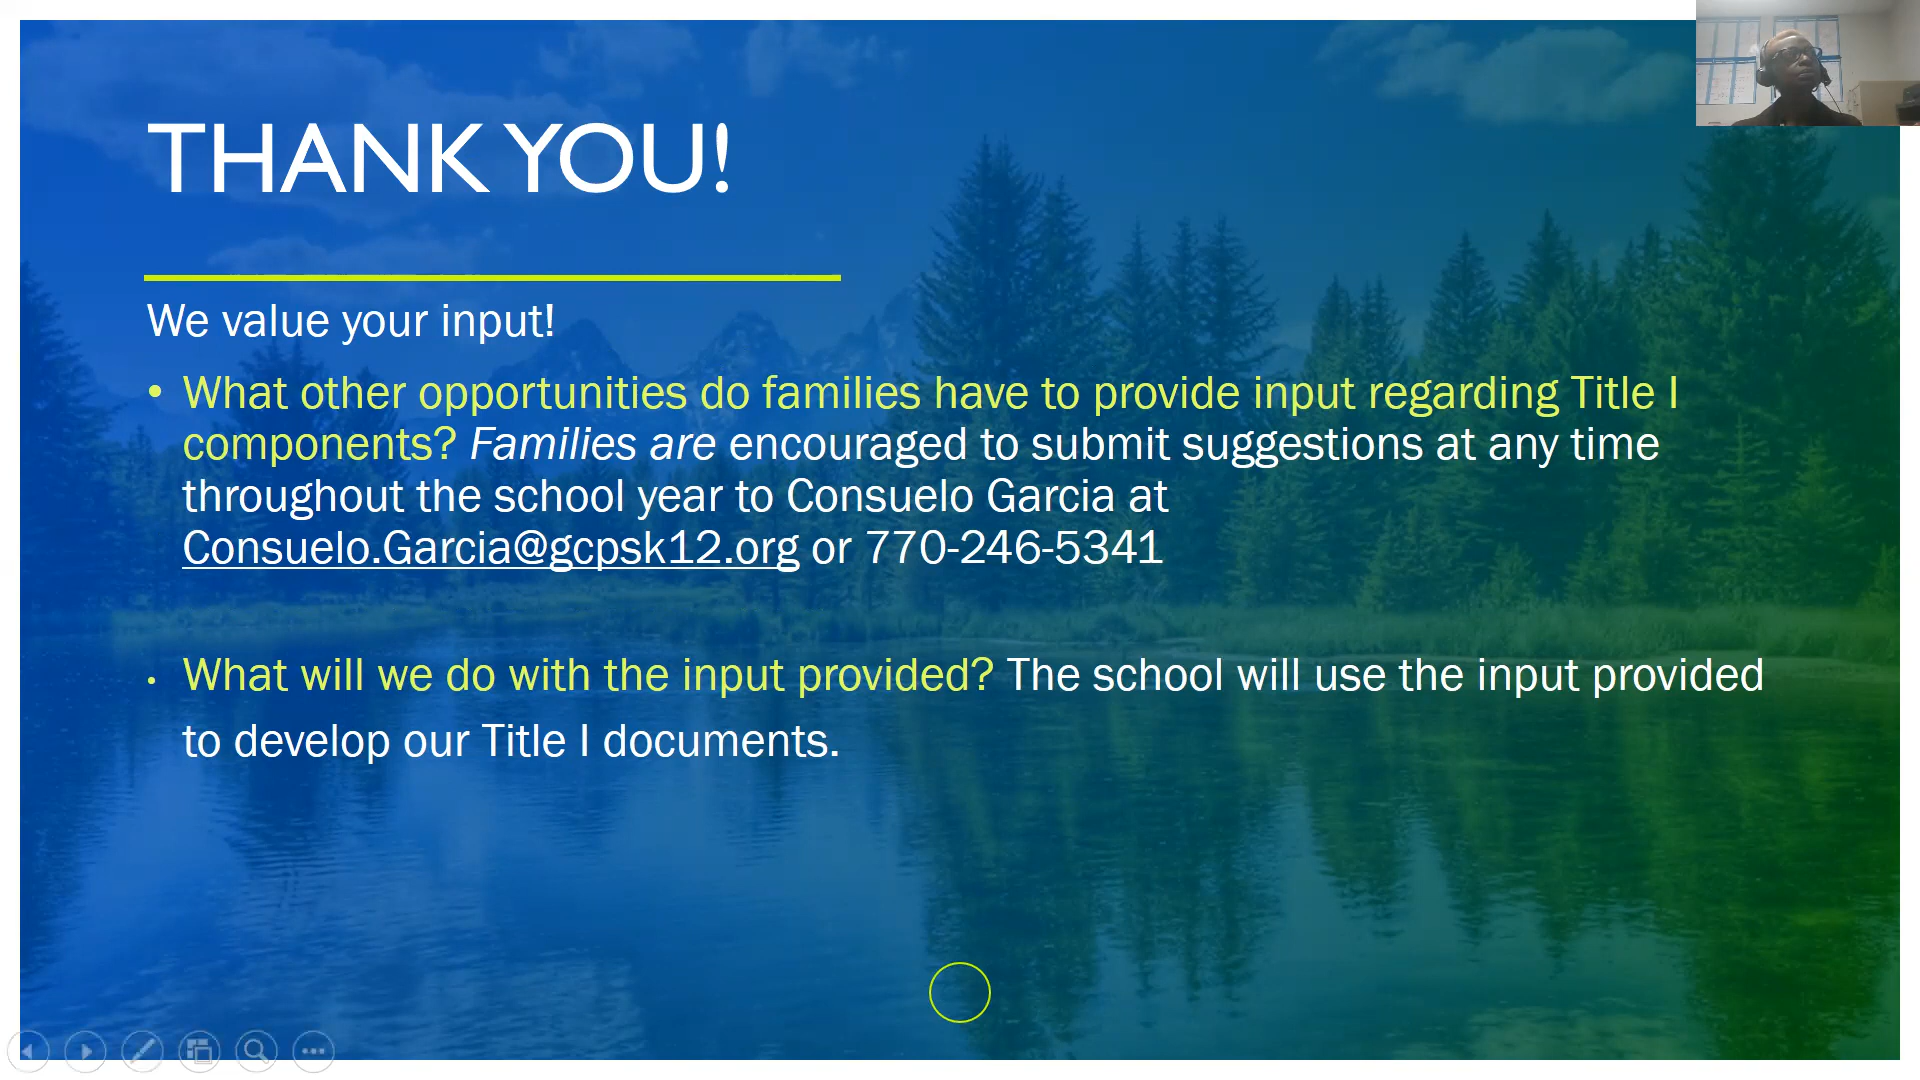 THANK YOU!
We value your input!
• What other opportunities do families have to provide input regarding Title I
components? Families are encouraged to submit suggestions at any time
throughout the school year to Consuelo Garcia at
Consuelo.Garcia@gcpsk12.org or 770-246-5341
• What will we do with the input provided? The school will use the input provided
to develop our Title I documents.